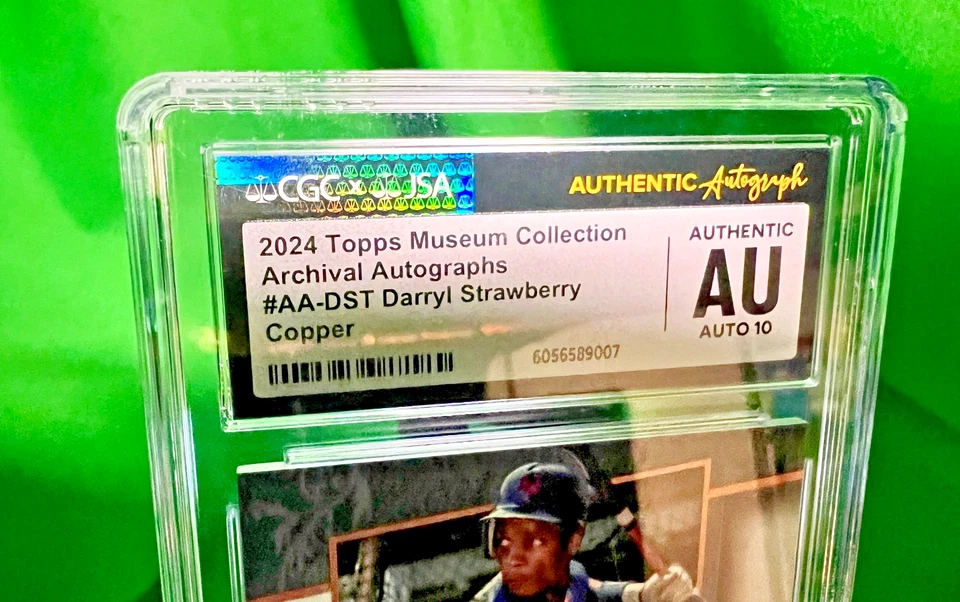 CGC x JSA
AUTHENTIC Autograph
2024 Topps Museum Collection
Archival Autographs
#AA-DST Darryl Strawberry
Copper
6056589007
AUTHENTIC
AU
AUTO 10